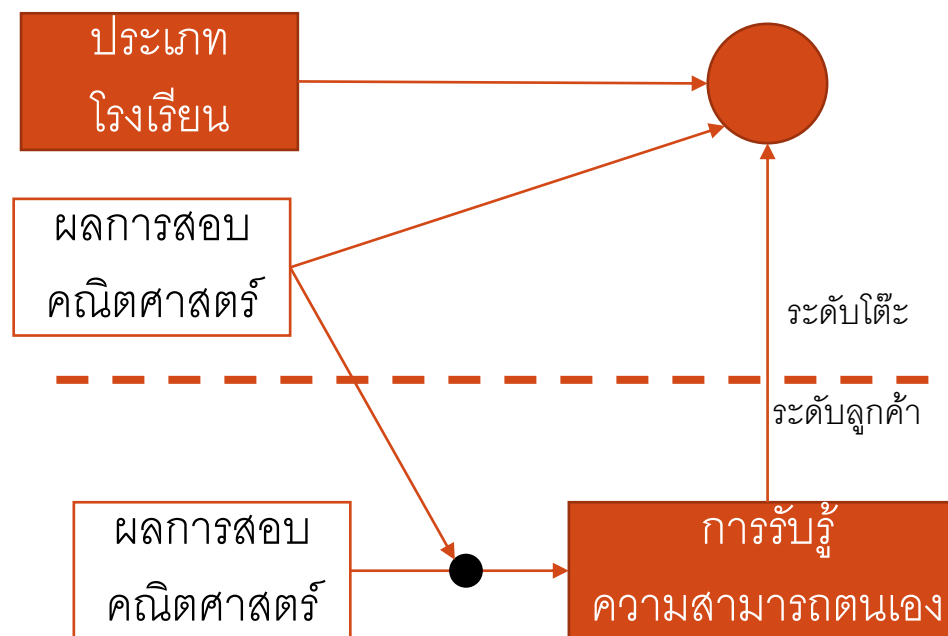 ประเภท
โรงเรียน
ผลการสอบ
คณิตศาสตร์
ระดับโต๊ะ
ระดับลูกค้า
ผลการสอบ
คณิตศาสตร์
การรับรู้
ความสามารถตนเอง